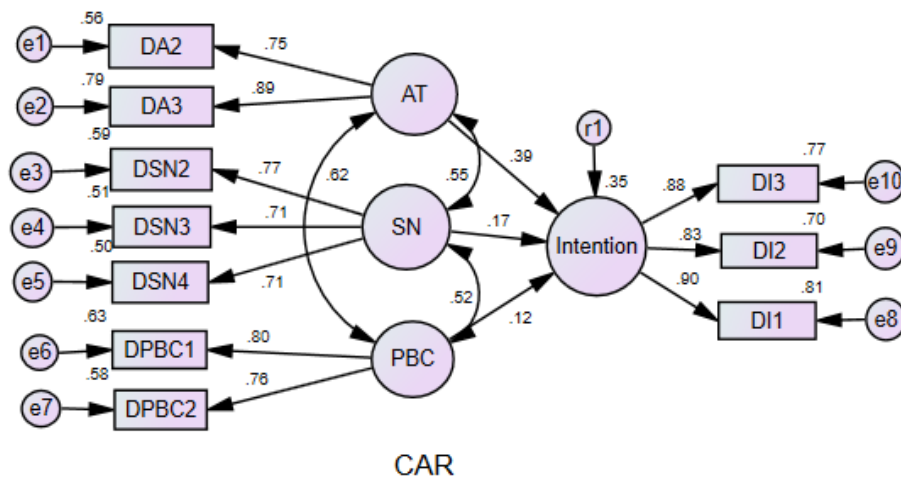 .56
e1
DA2
.75
.79
e2
DA3
.89
AT
.59
e3
DSN2
.77
.51
e4
DSN3
.71
.50
e5
DSN4
.71
SN
.63
e6
DPBC1
.80
.58
e7
DPBC2
.76
PBC
.62
.55
.52
.39
.17
.12
r1
.35
Intention
.88
.77
DI3
e10
.83
.70
DI2
e9
.90
.81
DI1
e8
CAR